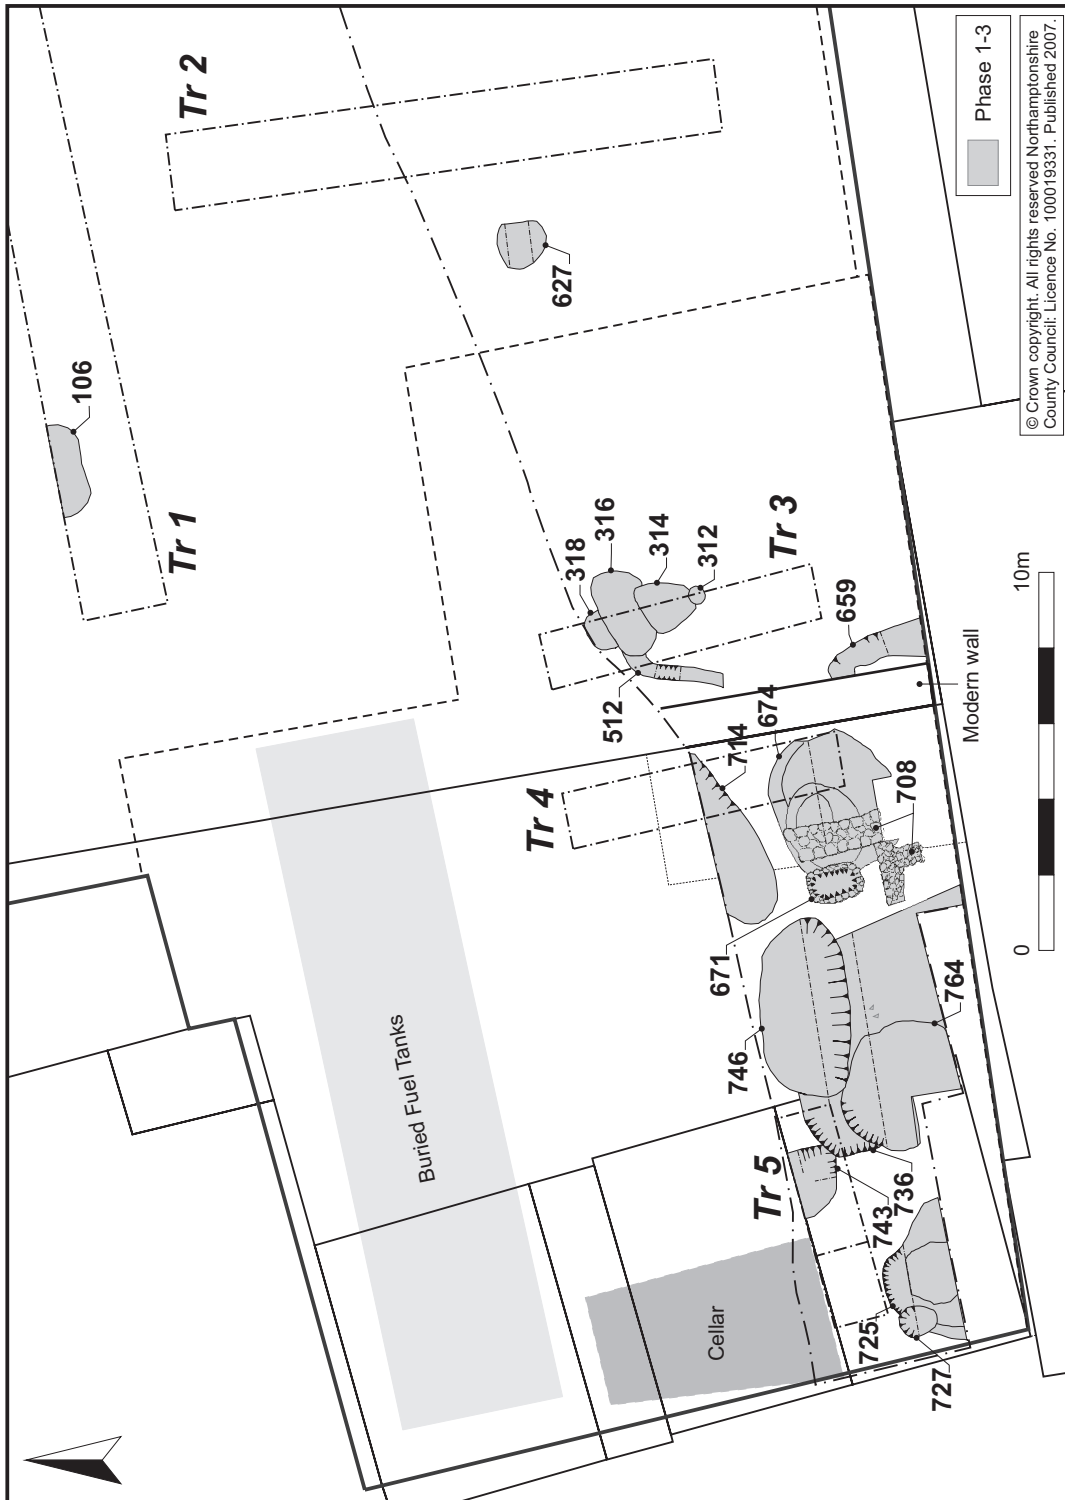 Tr 2
627
106
Tr 1
318
316
314
312
Tr 3
659
512
714
674
Tr 4
708
671
746
764
Tr 5
743
736
725
727
Buried Fuel Tanks
Cellar
Modern wall
0
10m
Phase 1-3
© Crown copyright. All rights reserved Northamptonshire
County Council: Licence No. 100019331. Published 2007.